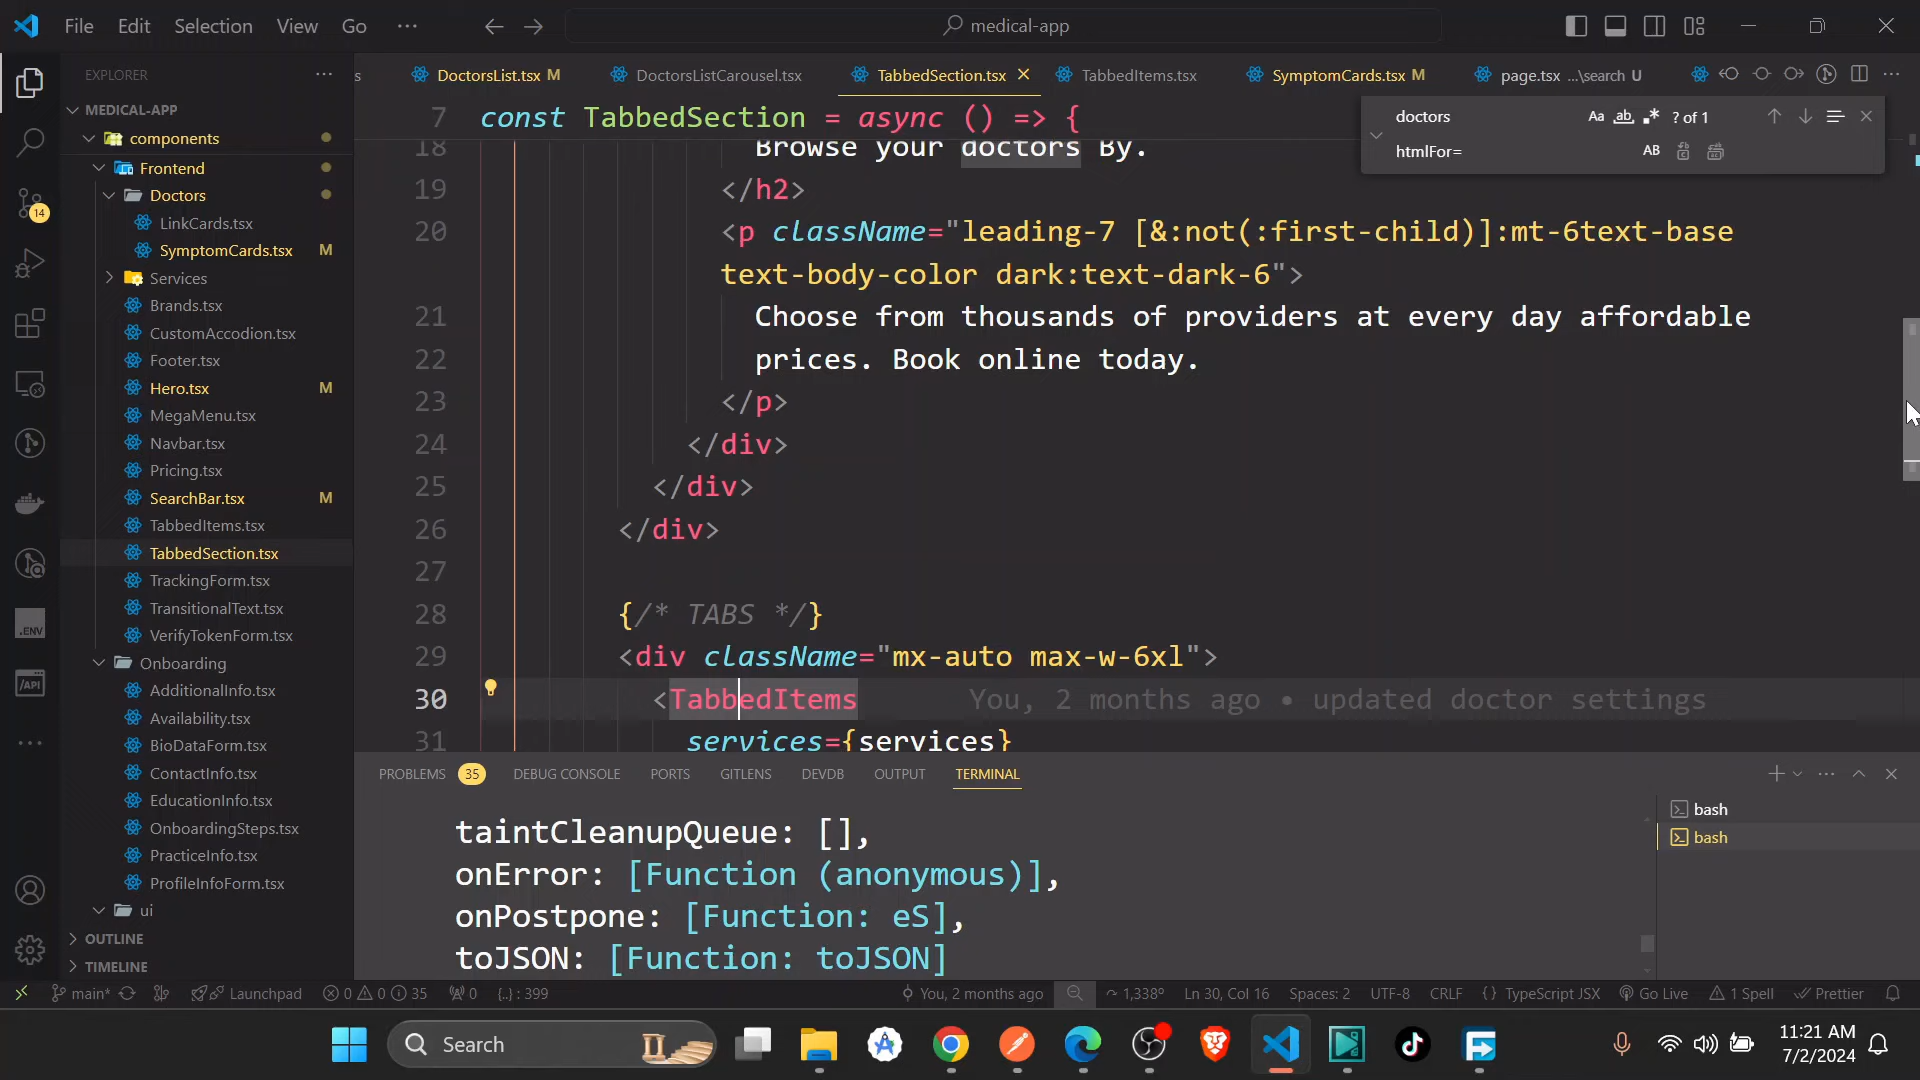 File Edit Selection View Go ···
medical-app
EXPLORER ···
MEDICAL-APP
components
Frontend
Doctors
LinkCards.tsx
SymptomCards.tsx M
Services
Brands.tsx
CustomAccodion.tsx
Footer.tsx
Hero.tsx M
MegaMenu.tsx
Navbar.tsx
Pricing.tsx
SearchBar.tsx M
TabbedItems.tsx
TabbedSection.tsx
TrackingForm.tsx
TransitionalText.tsx
VerifyTokenForm.tsx
Onboarding
AdditionalInfo.tsx
Availability.tsx
BioDataForm.tsx
ContactInfo.tsx
EducationInfo.tsx
OnboardingSteps.tsx
PracticeInfo.tsx
ProfileInfoForm.tsx
ui
OUTLINE
TIMELINE
14
.ENV
/API
s DoctorsList.tsx M DoctorsListCarousel.tsx TabbedSection.tsx TabbedItems.tsx SymptomCards.tsx M page.tsx ...\search U
doctors Aa ab .* ? of 1
htmlFor= AB
7 const TabbedSection = async () => {
18 Browse your doctors By.
19 </h2>
20 <p className="leading-7 [&:not(:first-child)]:mt-6text-base
text-body-color dark:text-dark-6">
21 Choose from thousands of providers at every day affordable
22 prices. Book online today.
23 </p>
24 </div>
25 </div>
26 </div>
27
28 {/* TABS */}
29 <div className="mx-auto max-w-6xl">
30 <TabbedItems You, 2 months ago • updated doctor settings
31 services={services}
PROBLEMS 35 DEBUG CONSOLE PORTS GITLENS DEVDB OUTPUT TERMINAL
taintCleanupQueue: [],
onError: [Function (anonymous)],
onPostpone: [Function: eS],
toJSON: [Function: toJSON]
bash
bash
main* Launchpad 0 0 35 0 {..} : 399 You, 2 months ago 1,338º Ln 30, Col 16 Spaces: 2 UTF-8 CRLF {} TypeScript JSX Go Live 1 Spell Prettier
Search
11:21 AM
7/2/2024